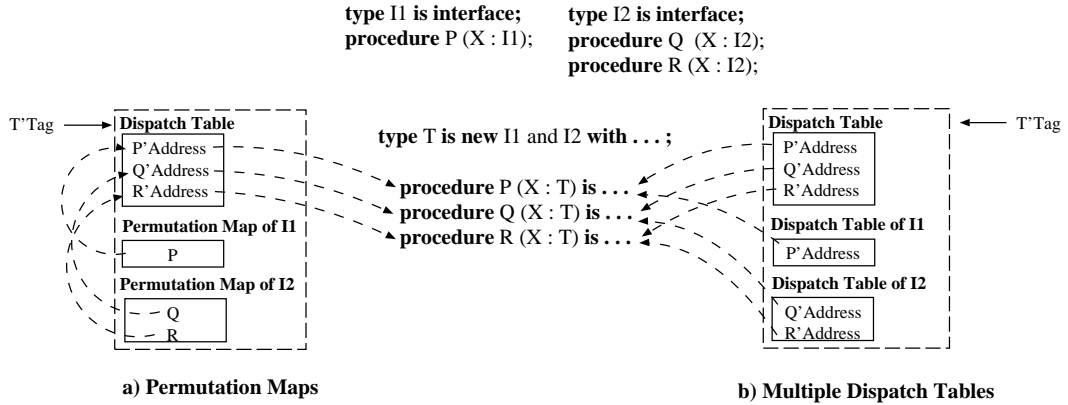 type I1 is interface;
procedure P (X : I1);
type I2 is interface;
procedure Q (X : I2);
procedure R (X : I2);
T'Tag
Dispatch Table
P'Address
Q'Address
R'Address
Permutation Map of I1
P
Permutation Map of I2
Q
R
a) Permutation Maps
type T is new I1 and I2 with . . . ;
procedure P (X : T) is . . .
procedure Q (X : T) is . . .
procedure R (X : T) is . . .
T'Tag
Dispatch Table
P'Address
Q'Address
R'Address
Dispatch Table of I1
P'Address
Dispatch Table of I2
Q'Address
R'Address
b) Multiple Dispatch Tables